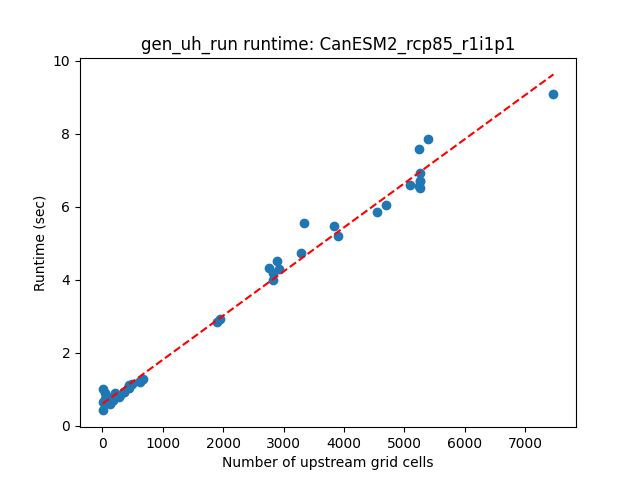 gen_uh_run runtime: CanESM2_rcp85_r1i1p1
10
8
6
4
2
0
Runtime (sec)
0 1000 2000 3000 4000 5000 6000 7000
Number of upstream grid cells